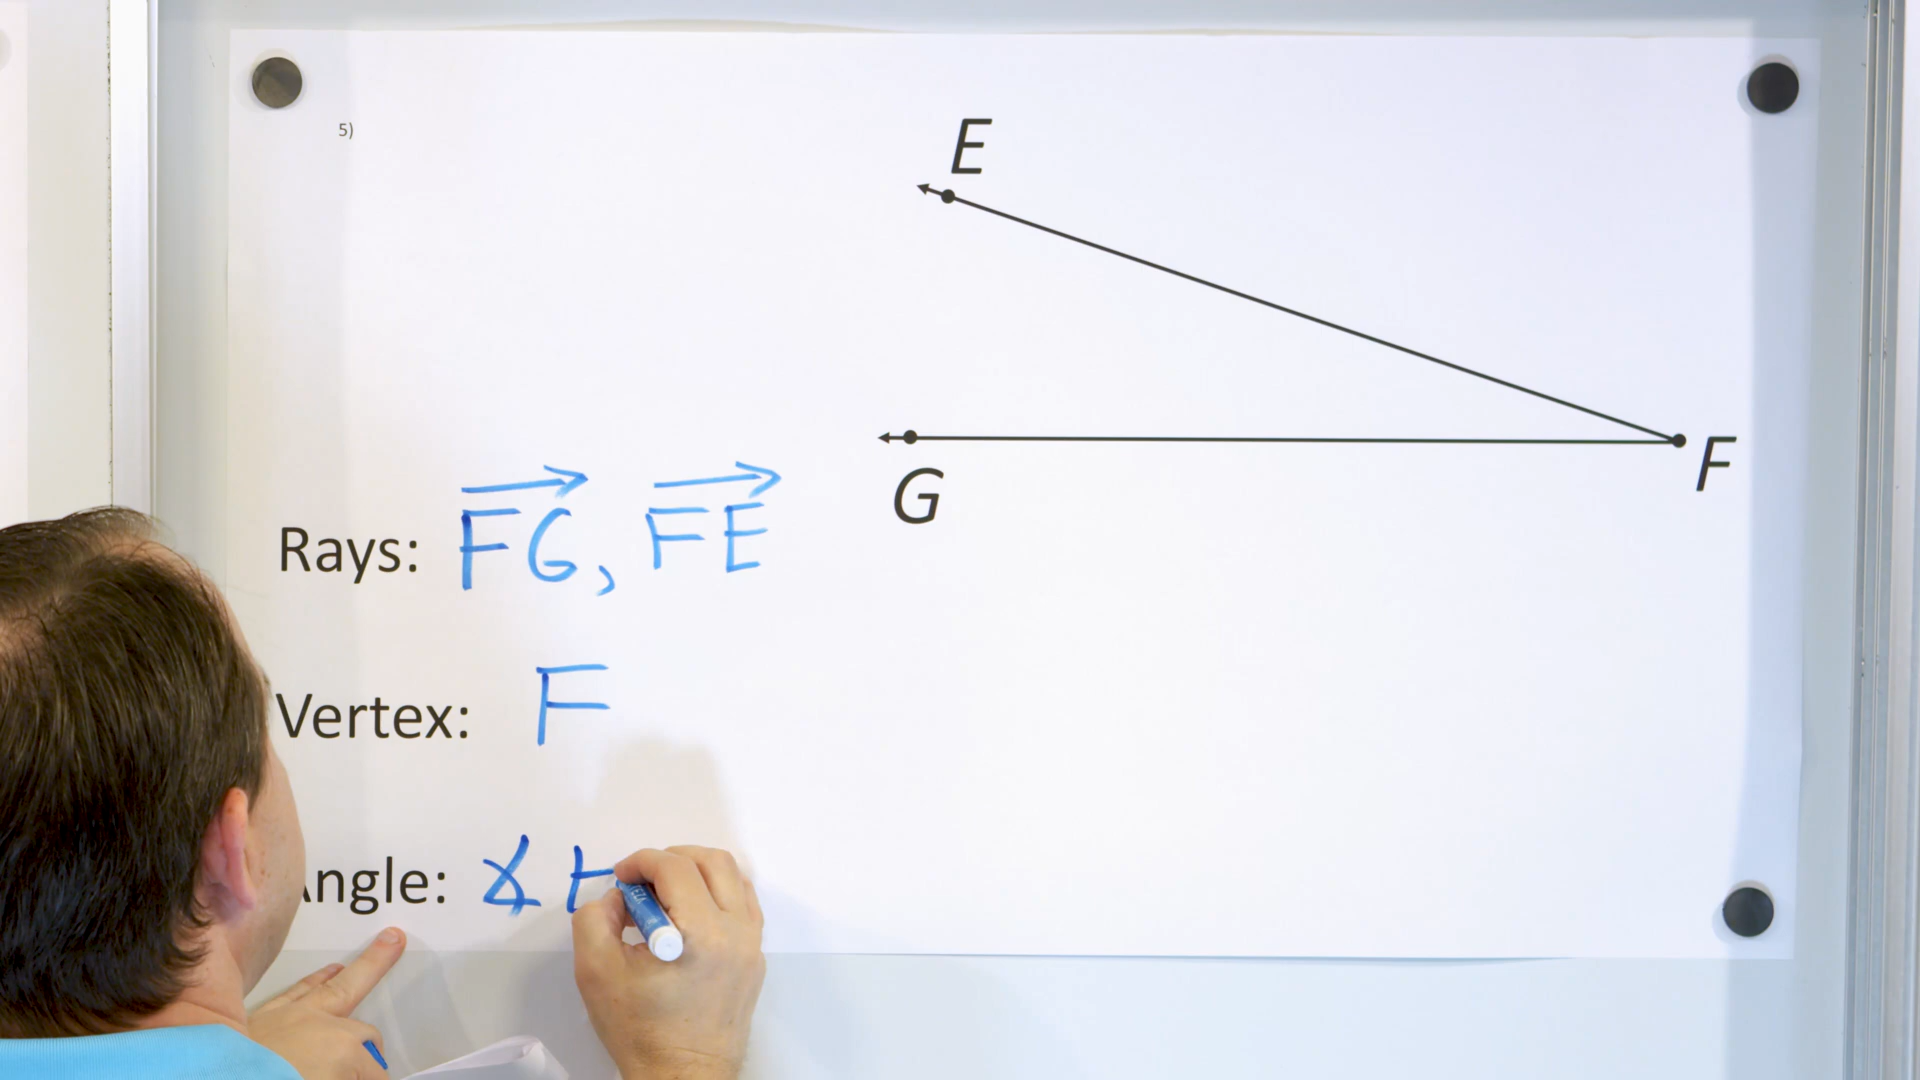 5)
E
G
F
Rays: FG, FE
Vertex: F
ngle: ∡